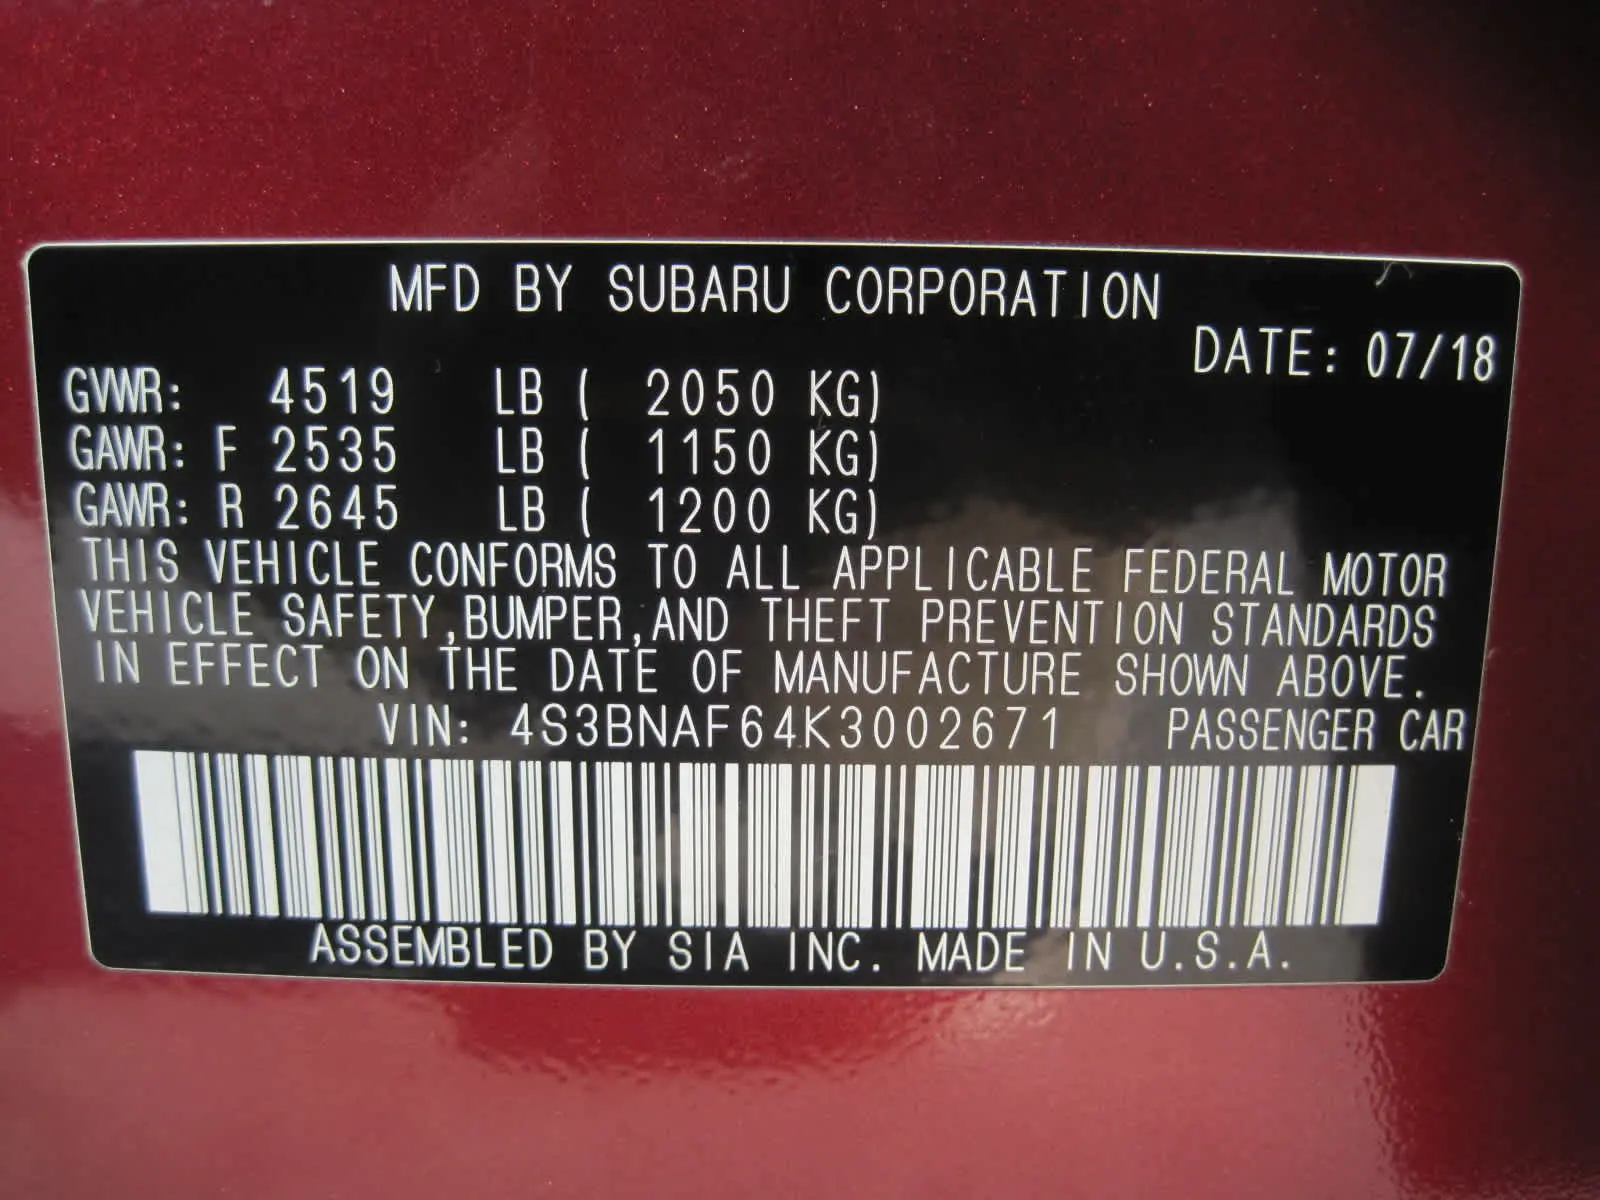 MFD BY SUBARU CORPORATION
DATE: 07/18
GVWR: 4519 LB ( 2050 KG)
GAWR: F 2535 LB ( 1150 KG)
GAWR: R 2645 LB ( 1200 KG)
THIS VEHICLE CONFORMS TO ALL APPLICABLE FEDERAL MOTOR
VEHICLE SAFETY,BUMPER,AND THEFT PREVENTION STANDARDS
IN EFFECT ON THE DATE OF MANUFACTURE SHOWN ABOVE.
VIN: 4S3BNAF64K3002671 PASSENGER CAR
ASSEMBLED BY SIA INC. MADE IN U.S.A.